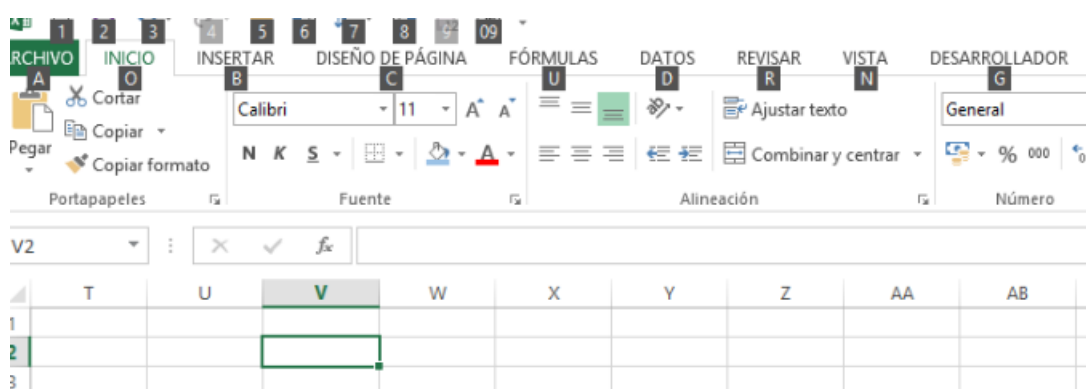 1 2 3 4 5 6 7 8 9 09
ARCHIVO INICIO INSERTAR DISEÑO DE PÁGINA FÓRMULAS DATOS REVISAR VISTA DESARROLLADOR
A O B C U D R N G
Cortar
Calibri 11 A A Ajustar texto General
Copiar
Pegar
N K S A Combinar y centrar % 000
Copiar formato
Portapapeles Fuente Alineación Número
V2 fx
T U V W X Y Z AA AB
1
2
3